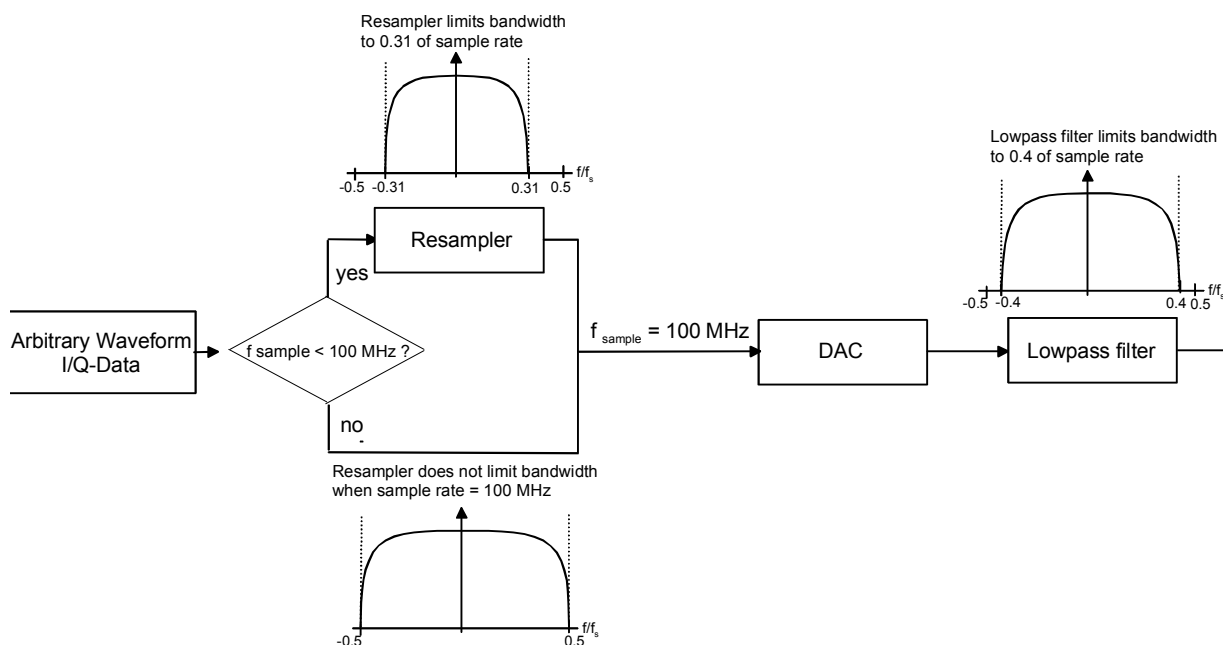 Resampler limits bandwidth
to 0.31 of sample rate
f/fs
-0.5
-0.31
0.31
0.5
Lowpass filter limits bandwidth
to 0.4 of sample rate
f/fs
-0.5
-0.4
0.4
0.5
Resampler
yes
Arbitrary Waveform
I/Q-Data
f sample < 100 MHz ?
f sample = 100 MHz
DAC
Lowpass filter
no
Resampler does not limit bandwidth
when sample rate = 100 MHz
f/fs
-0.5
0.5